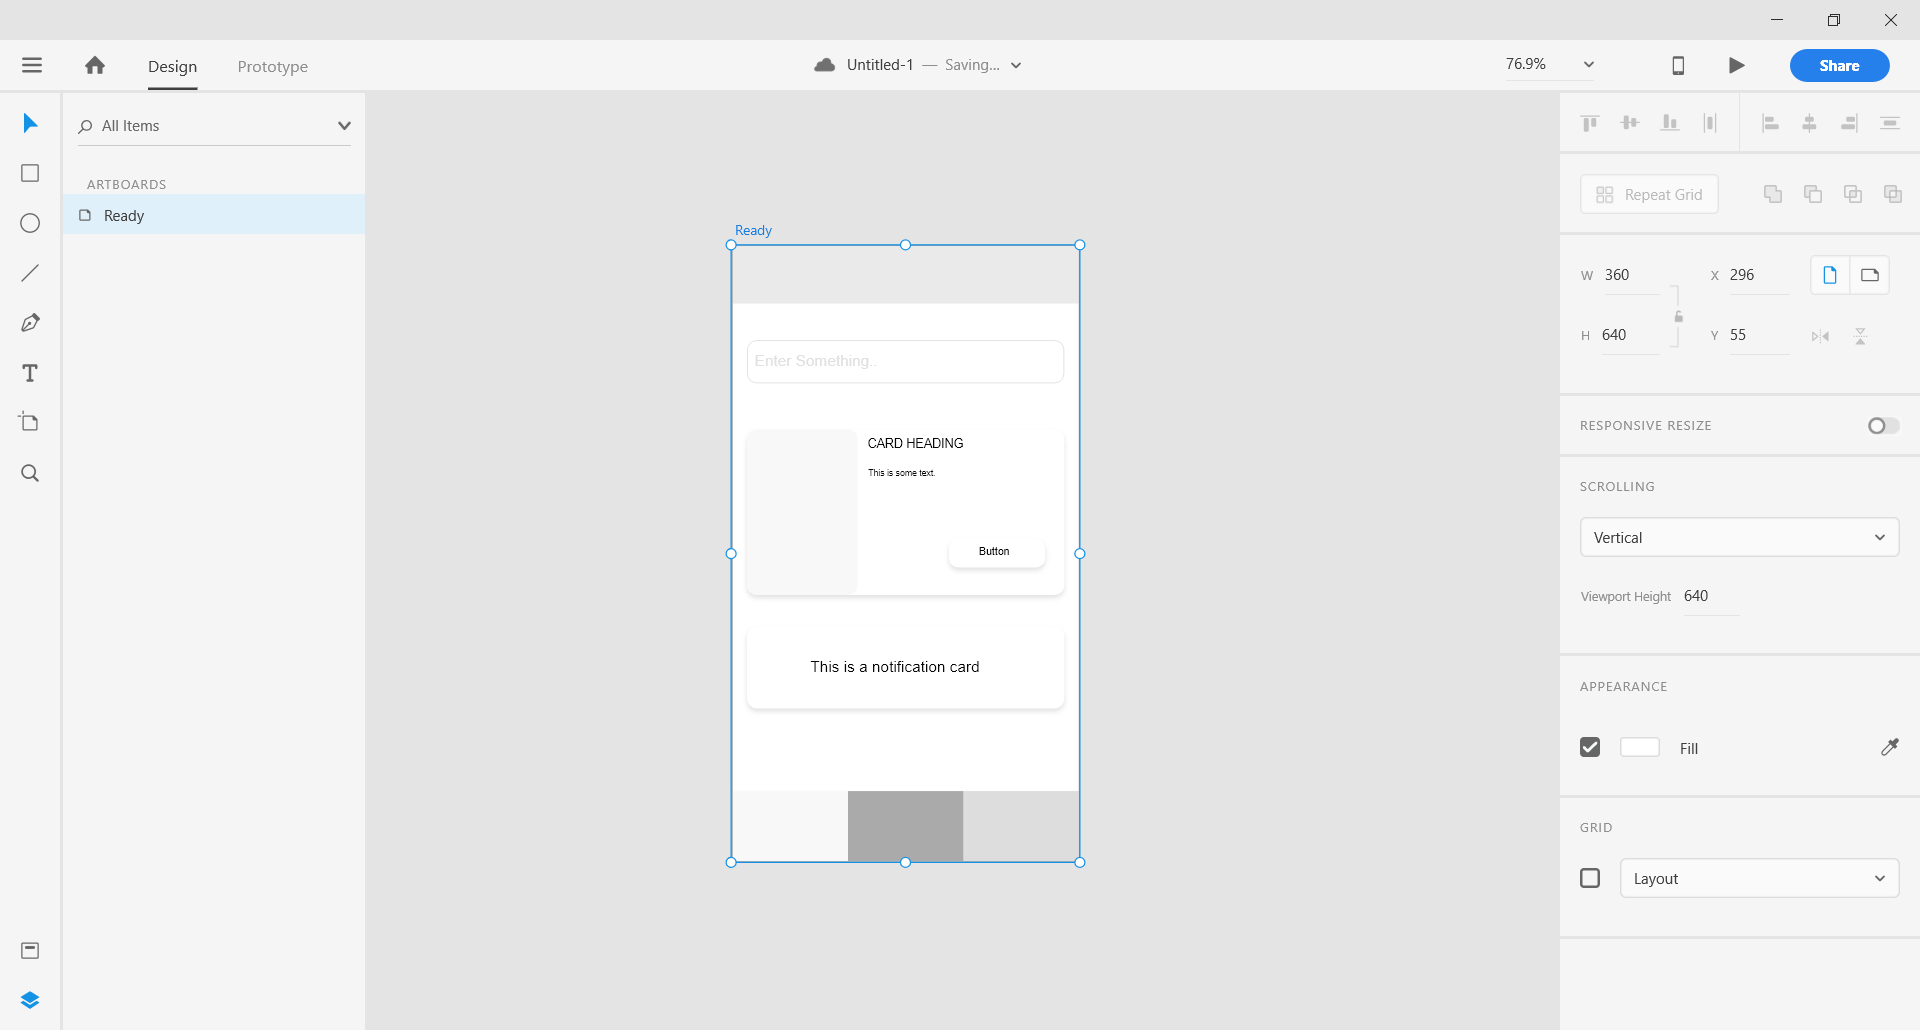 Design Prototype Untitled-1 — Saving... 76.9% Share
All Items
ARTBOARDS
Ready
Ready
Enter Something..
CARD HEADING
This is some text.
Button
This is a notification card
Repeat Grid
W 360 X 296
H 640 Y 55
RESPONSIVE RESIZE
SCROLLING
Vertical
Viewport Height 640
APPEARANCE
Fill
GRID
Layout